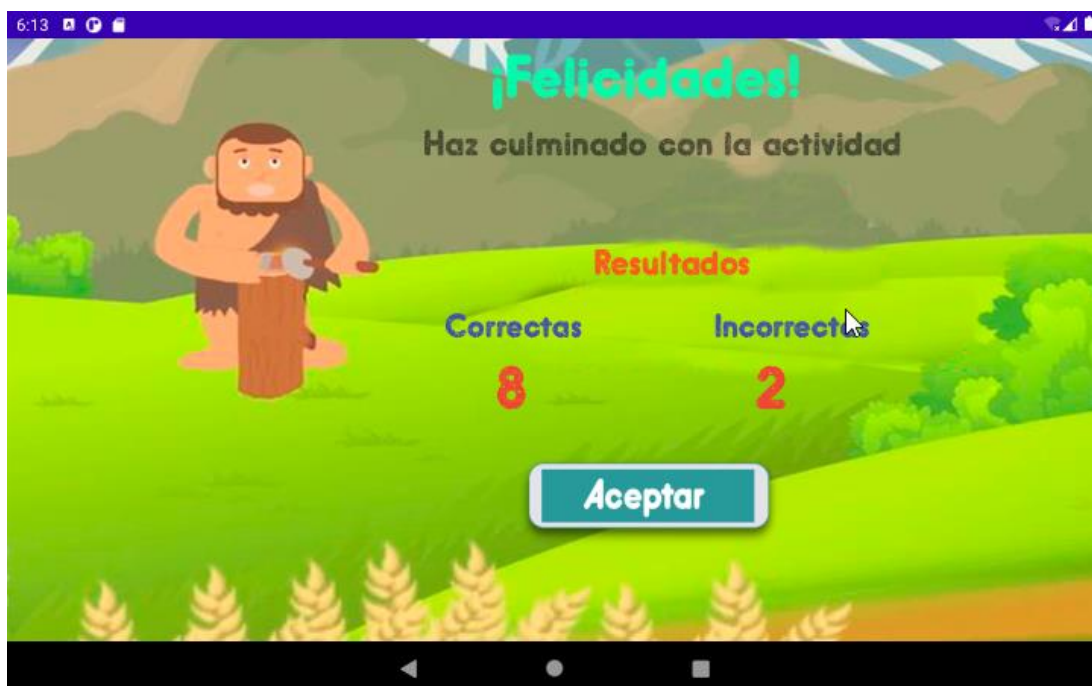 6:13
¡Felicidades!
Haz culminado con la actividad
Resultados
Correctas Incorrectas
8 2
Aceptar